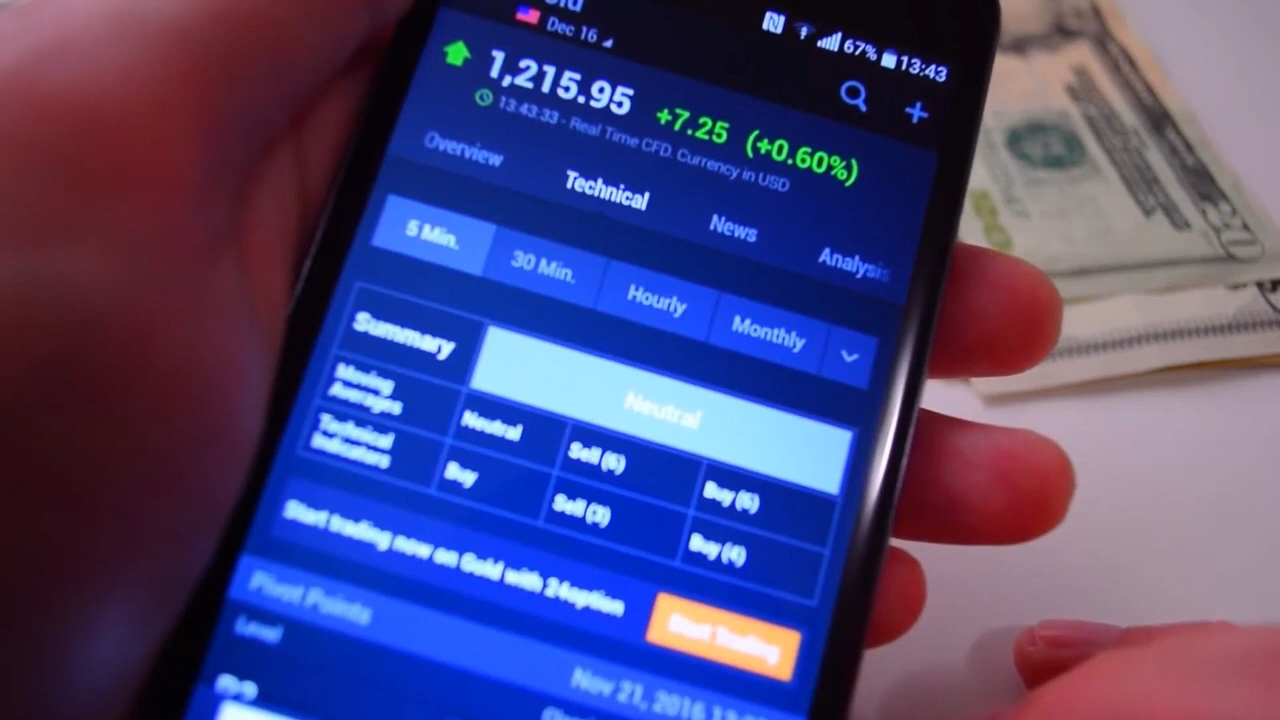 67% 13:43
Dec 16
1,215.95 +7.25 (+0.60%)
13:43:33 - Real Time CFD. Currency in USD
Overview Technical News Analysis
5 Min. 30 Min. Hourly Monthly
Summary Neutral
Moving Averages Neutral Sell (6) Buy (6)
Technical Indicators Buy Sell (3) Buy (4)
Start trading now on Gold with 24option Start Trading
Pivot Points
Level Nov 21, 2016